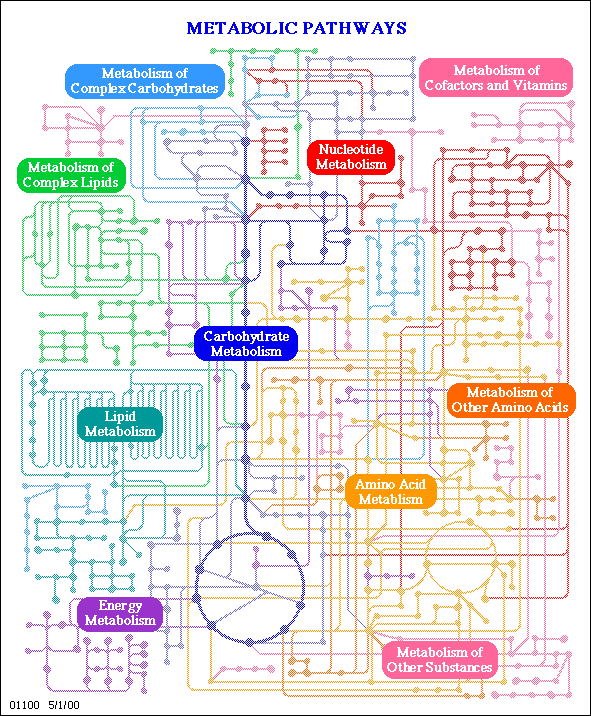 METABOLIC PATHWAYS
Metabolism of
Complex Carbohydrates
Metabolism of
Cofactors and Vitamins
Nucleotide
Metabolism
Metabolism of
Complex Lipids
Carbohydrate
Metabolism
Metabolism of
Other Amino Acids
Lipid
Metabolism
Amino Acid
Metablism
Energy
Metabolism
Metabolism of
Other Substances
01100 5/1/00